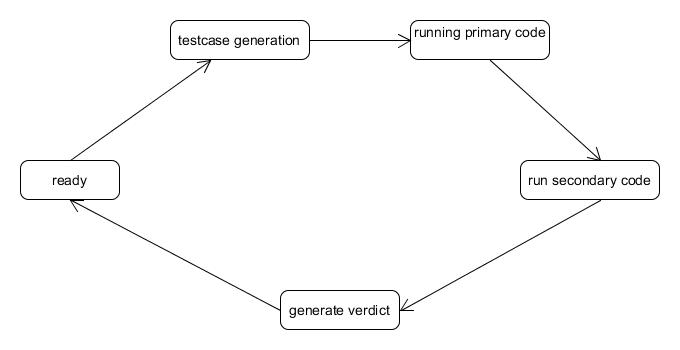 testcase generation
running primary code
ready
run secondary code
generate verdict